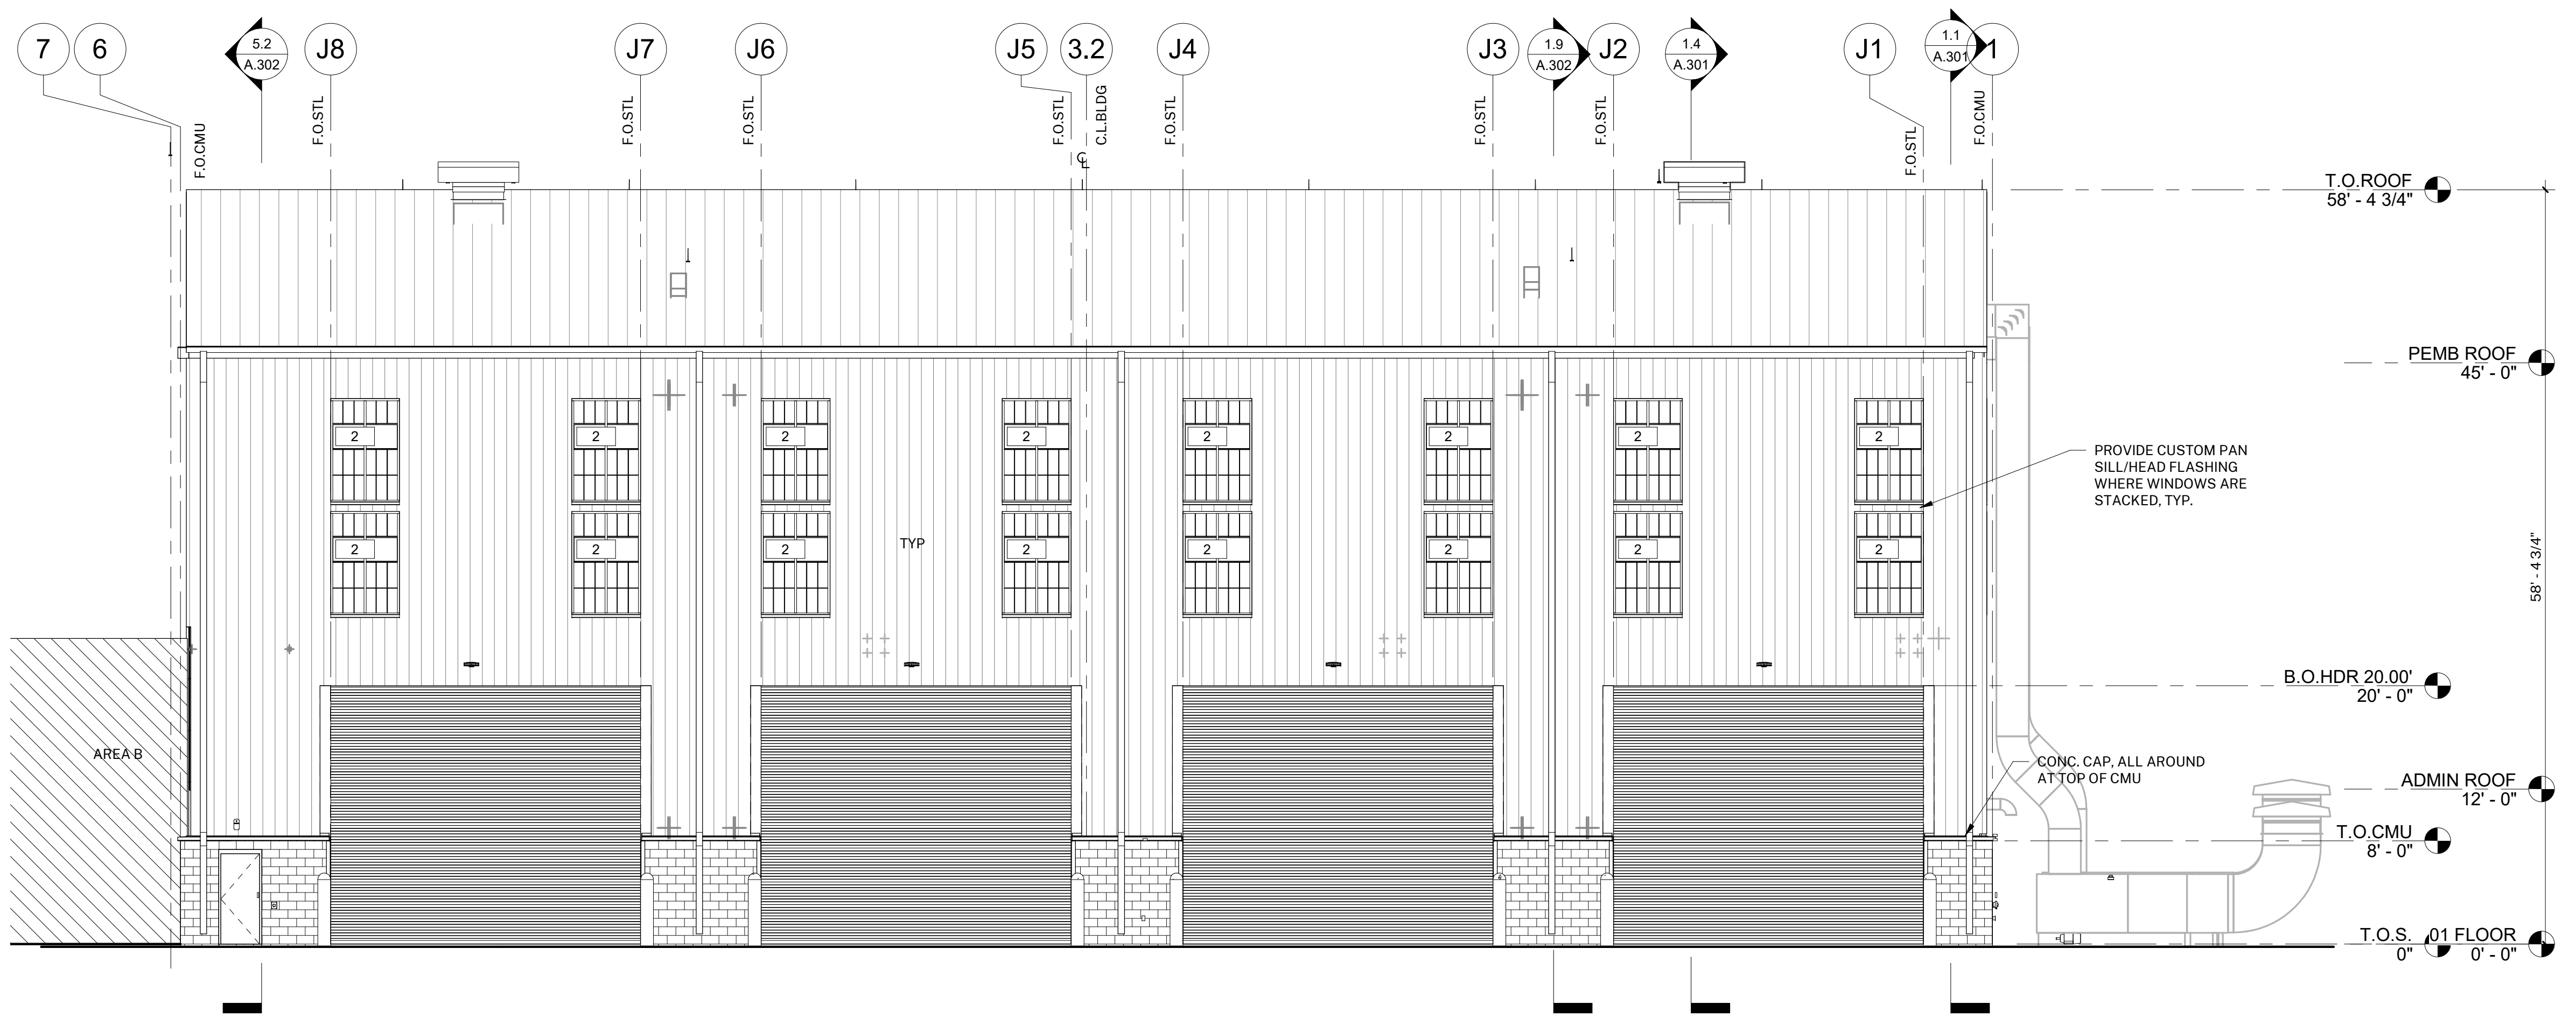 7
6
5.2
A.302
J8
J7
J6
J5
3.2
J4
J3
1.9
A.302
J2
1.4
A.301
J1
1.1
A.301
1
F.O.CMU
F.O.STL
F.O.STL
F.O.STL
F.O.STL
C.L.BLDG
F.O.STL
F.O.STL
F.O.STL
F.O.STL
F.O.CMU
CL
T.O.ROOF
58' - 4 3/4"
PEMB ROOF
45' - 0"
2
2
2
2
2
2
2
2
PROVIDE CUSTOM PAN
SILL/HEAD FLASHING
WHERE WINDOWS ARE
STACKED, TYP.
2
2
2
TYP
2
2
2
2
2
58' - 4 3/4"
B.O.HDR 20.00'
20' - 0"
AREA B
CONC. CAP, ALL AROUND
AT TOP OF CMU
ADMIN ROOF
12' - 0"
T.O.CMU
8' - 0"
T.O.S.
0"
01 FLOOR
0' - 0"